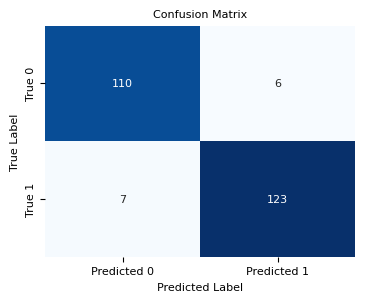 Confusion Matrix
True Label
True 0
110
6
True 1
7
123
Predicted 0
Predicted 1
Predicted Label